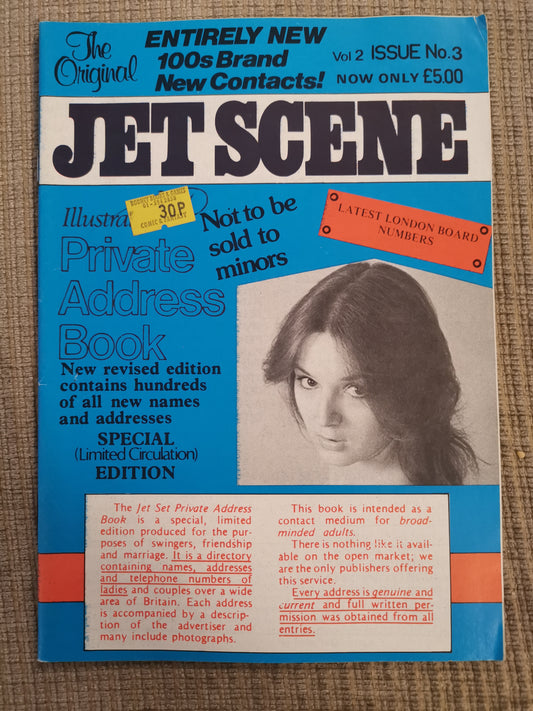 The
Original
ENTIRELY NEW
100s Brand
New Contacts!
Vol 2 ISSUE No.3
NOW ONLY £5.00
JET SCENE
30P
COMIC & FANTASY
Not to be
sold to
minors
LATEST LONDON BOARD
NUMBERS
Private
Address
Book
New revised edition
contains hundreds
of all new names
and addresses
SPECIAL
(Limited Circulation)
EDITION
The Jet Set Private Address
Book is a special, limited
edition produced for the pur-
poses of swingers, friendship
and marriage. It is a directory
containing names, addresses
and telephone numbers of
ladies and couples over a wide
area of Britain. Each address
is accompanied by a descrip-
tion of the advertiser and
many include photographs.
This book is intended as a
contact medium for broad-
minded adults.
There is nothing like it avail-
able on the open market; we
are the only publishers offering
this service.
Every address is genuine and
current and full written per-
mission was obtained from all
entries.